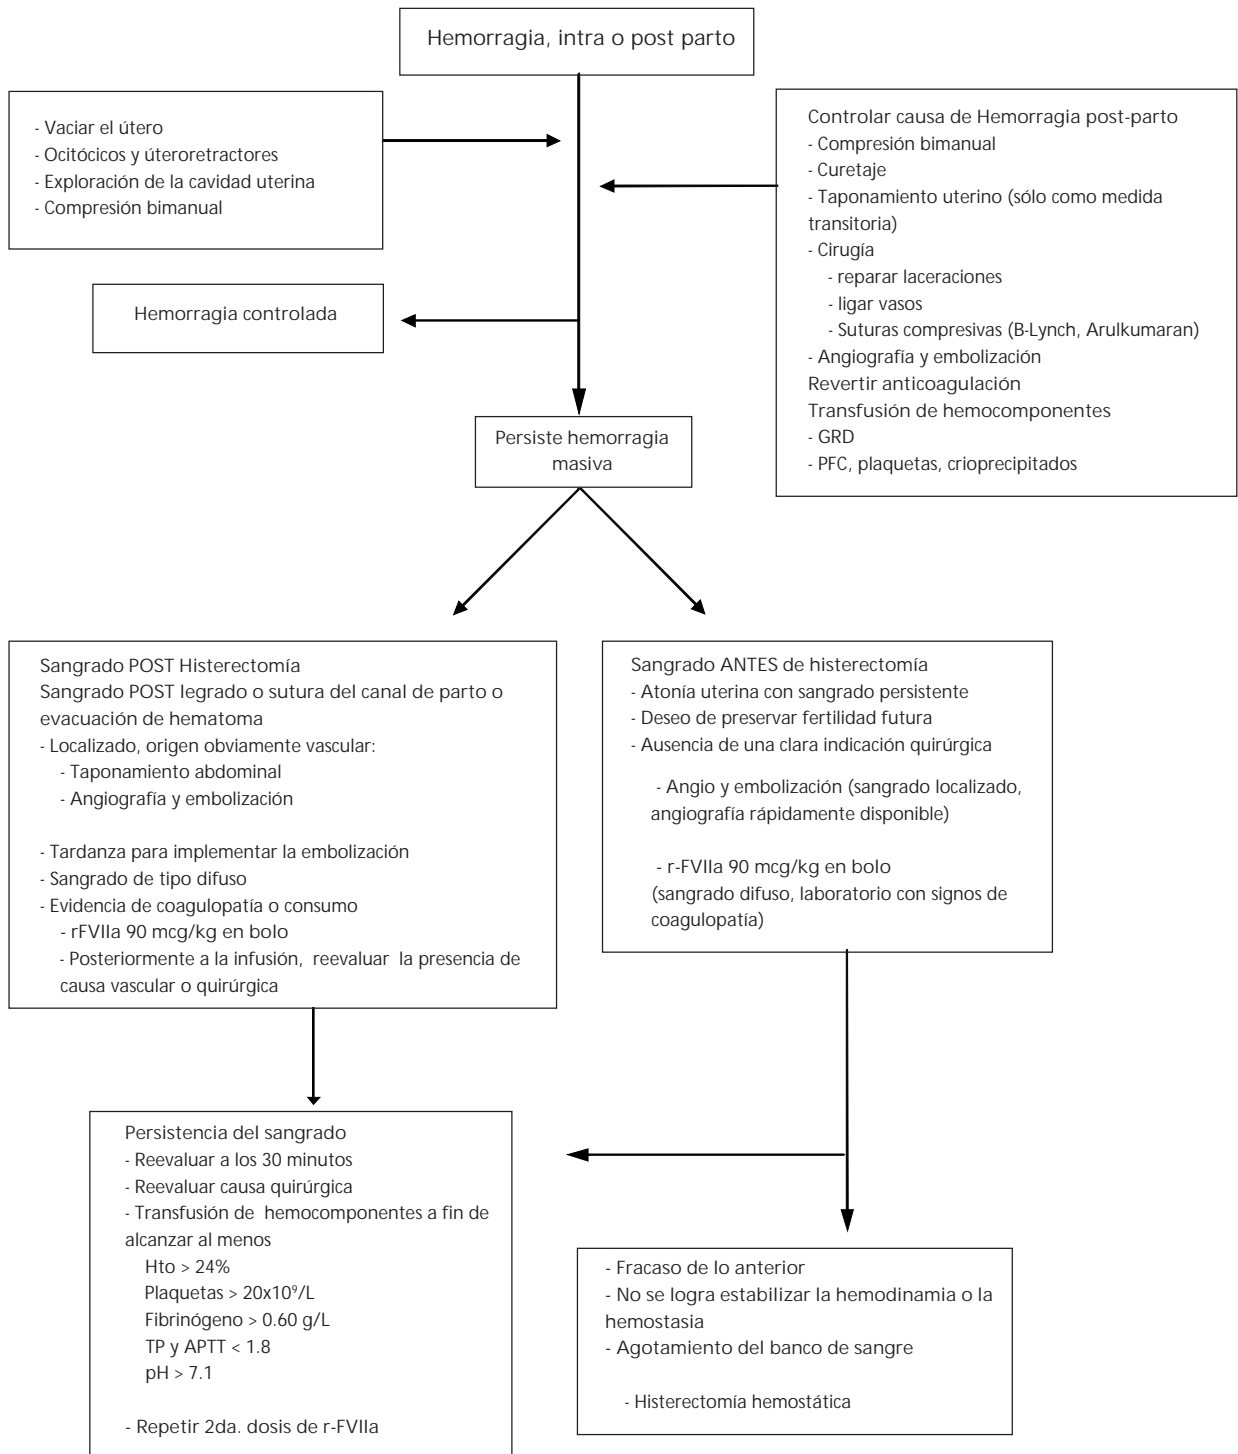 Hemorragia, intra o post parto
- Vaciar el útero
- Ocitócicos y úteroretractores
- Exploración de la cavidad uterina
- Compresión bimanual
Controlar causa de Hemorragia post-parto
- Compresión bimanual
- Curetaje
- Taponamiento uterino (sólo como medida
transitoria)
- Cirugía
- reparar laceraciones
- ligar vasos
- Suturas compresivas (B-Lynch, Arulkumaran)
- Angiografía y embolización
Revertir anticoagulación
Transfusión de hemocomponentes
- GRD
- PFC, plaquetas, crioprecipitados
Hemorragia controlada
Persiste hemorragia
masiva
Sangrado POST Histerectomía
Sangrado POST legrado o sutura del canal de parto o
evacuación de hematoma
- Localizado, origen obviamente vascular:
- Taponamiento abdominal
- Angiografía y embolización
- Tardanza para implementar la embolización
- Sangrado de tipo difuso
- Evidencia de coagulopatía o consumo
- rFVIIa 90 mcg/kg en bolo
- Posteriormente a la infusión, reevaluar la presencia de
causa vascular o quirúrgica
Sangrado ANTES de histerectomía
- Atonía uterina con sangrado persistente
- Deseo de preservar fertilidad futura
- Ausencia de una clara indicación quirúrgica
- Angio y embolización (sangrado localizado,
angiografía rápidamente disponible)
- r-FVIIa 90 mcg/kg en bolo
(sangrado difuso, laboratorio con signos de
coagulopatía)
Persistencia del sangrado
- Reevaluar a los 30 minutos
- Reevaluar causa quirúrgica
- Transfusión de hemocomponentes a fin de
alcanzar al menos
Hto > 24%
Plaquetas > 20x10⁹/L
Fibrinógeno > 0.60 g/L
TP y APTT < 1.8
pH > 7.1
- Repetir 2da. dosis de r-FVIIa
- Fracaso de lo anterior
- No se logra estabilizar la hemodinamia o la
hemostasia
- Agotamiento del banco de sangre
- Histerectomía hemostática